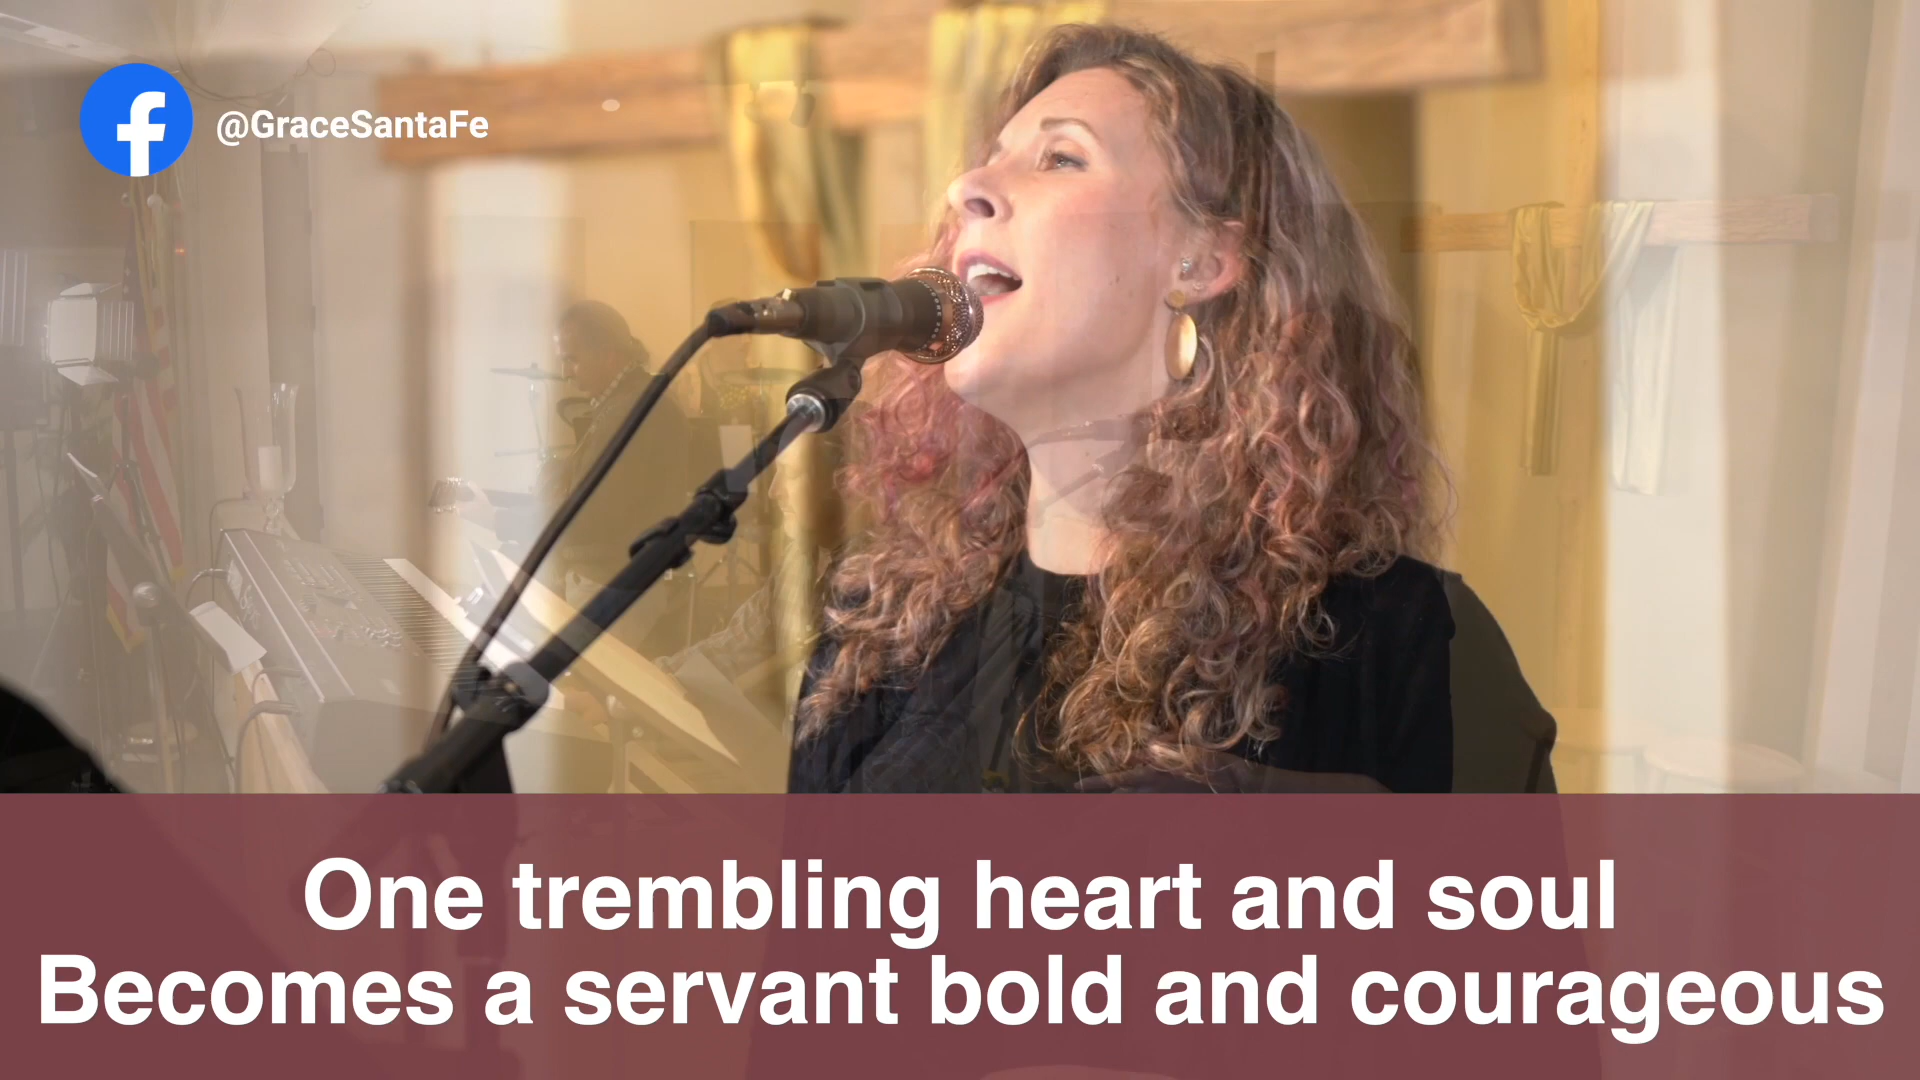 @GraceSantaFe
One trembling heart and soul
Becomes a servant bold and courageous